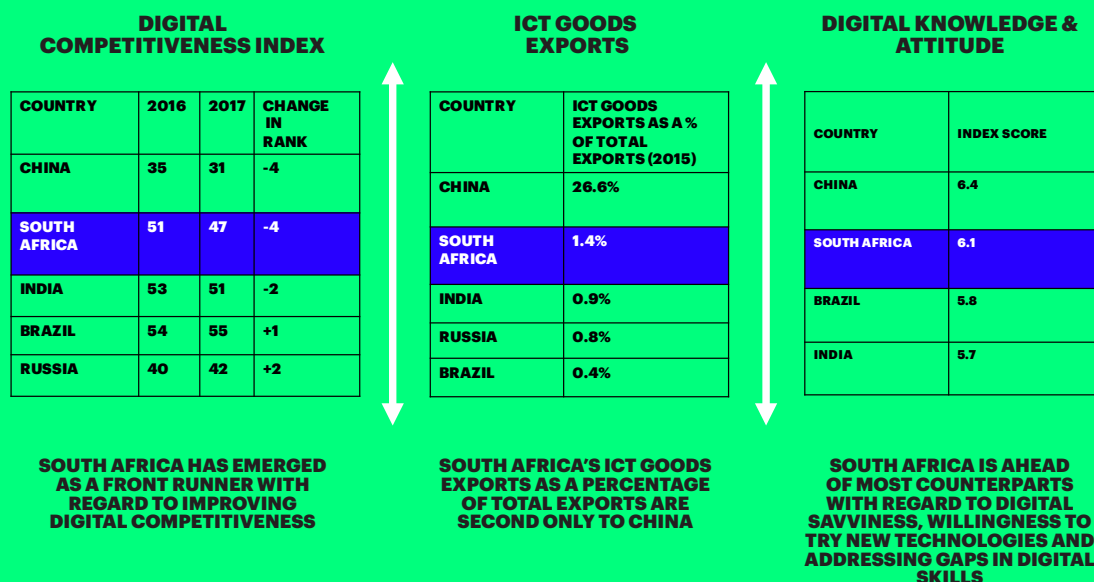 DIGITAL
COMPETITIVENESS INDEX
COUNTRY 2016 2017 CHANGE
IN
RANK
CHINA 35 31 -4
SOUTH 51 47 -4
AFRICA
INDIA 53 51 -2
BRAZIL 54 55 +1
RUSSIA 40 42 +2
SOUTH AFRICA HAS EMERGED
AS A FRONT RUNNER WITH
REGARD TO IMPROVING
DIGITAL COMPETITIVENESS
ICT GOODS
EXPORTS
COUNTRY ICT GOODS
EXPORTS AS A %
OF TOTAL
EXPORTS (2015)
CHINA 26.6%
SOUTH 1.4%
AFRICA
INDIA 0.9%
RUSSIA 0.8%
BRAZIL 0.4%
SOUTH AFRICA’S ICT GOODS
EXPORTS AS A PERCENTAGE
OF TOTAL EXPORTS ARE
SECOND ONLY TO CHINA
DIGITAL KNOWLEDGE &
ATTITUDE
COUNTRY INDEX SCORE
CHINA 6.4
SOUTH AFRICA 6.1
BRAZIL 5.8
INDIA 5.7
SOUTH AFRICA IS AHEAD
OF MOST COUNTERPARTS
WITH REGARD TO DIGITAL
SAVVINESS, WILLINGNESS TO
TRY NEW TECHNOLOGIES AND
ADDRESSING GAPS IN DIGITAL
SKILLS